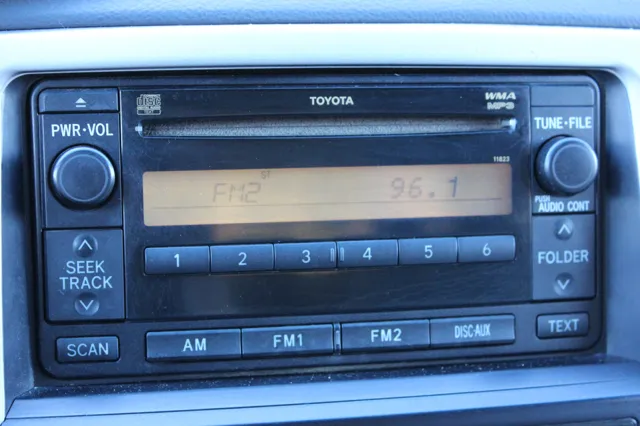 TOYOTA
WMA
MP3
PWR·VOL
TUNE·FILE
11823
FM2 ST 96.1
PUSH
AUDIO CONT
SEEK
TRACK
1 2 3 4 5 6
FOLDER
SCAN
AM FM1 FM2 DISC·AUX
TEXT